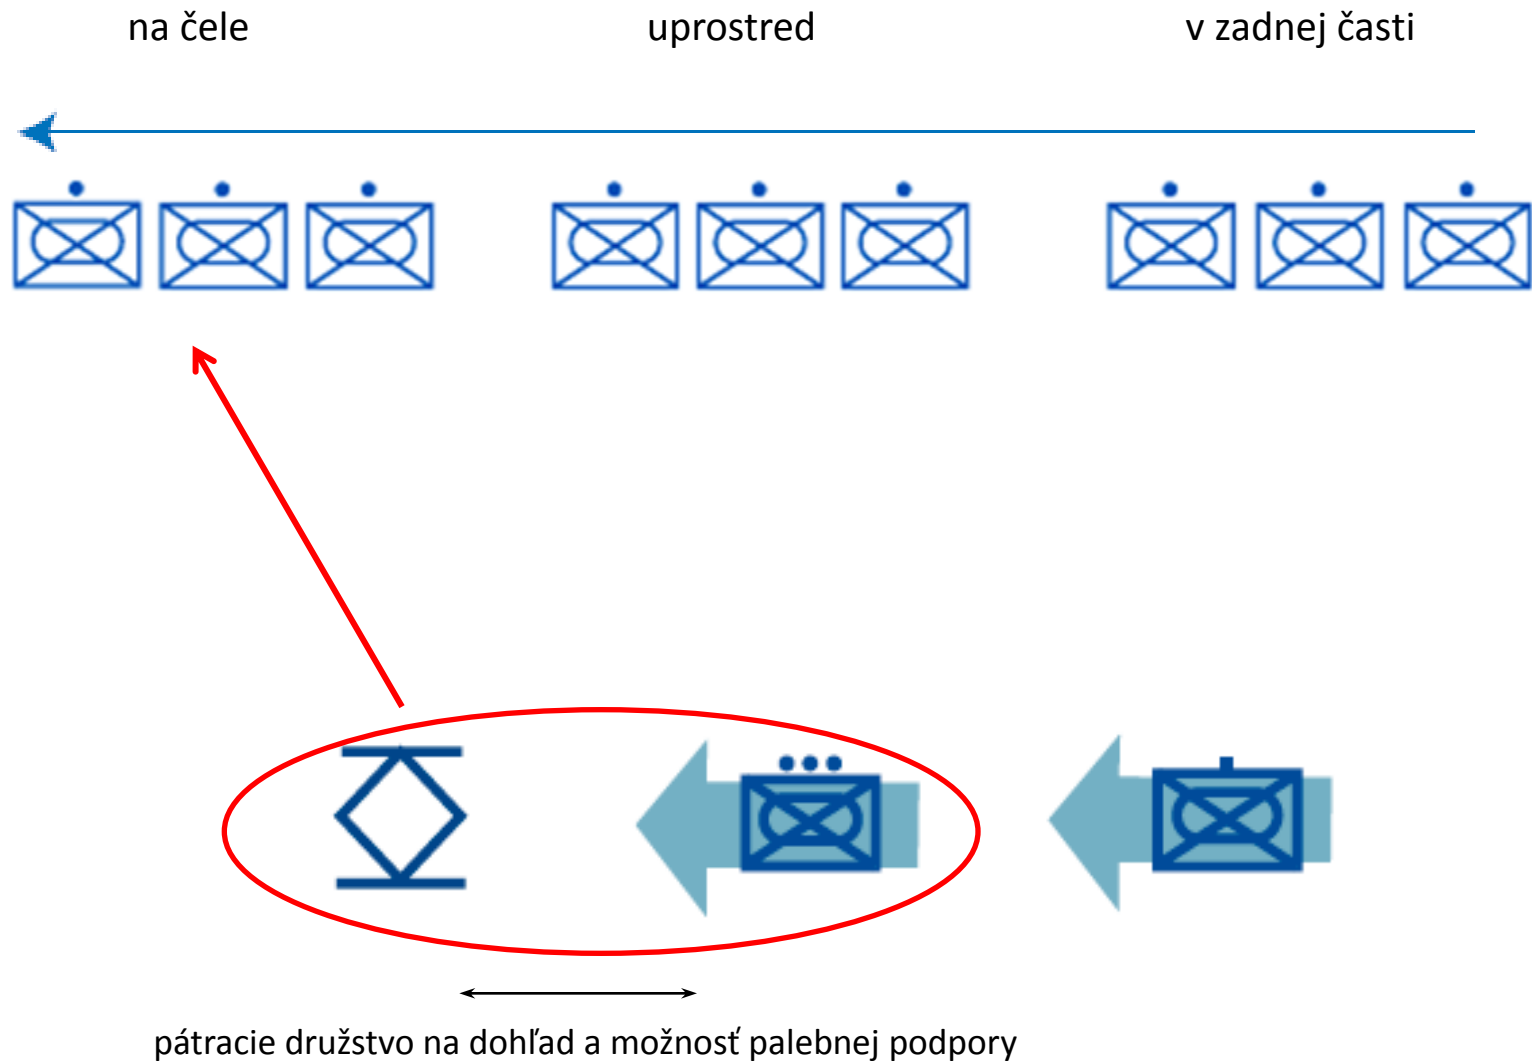 na čele
uprostred
v zadnej časti
pátracie družstvo na dohľad a možnosť palebnej podpory